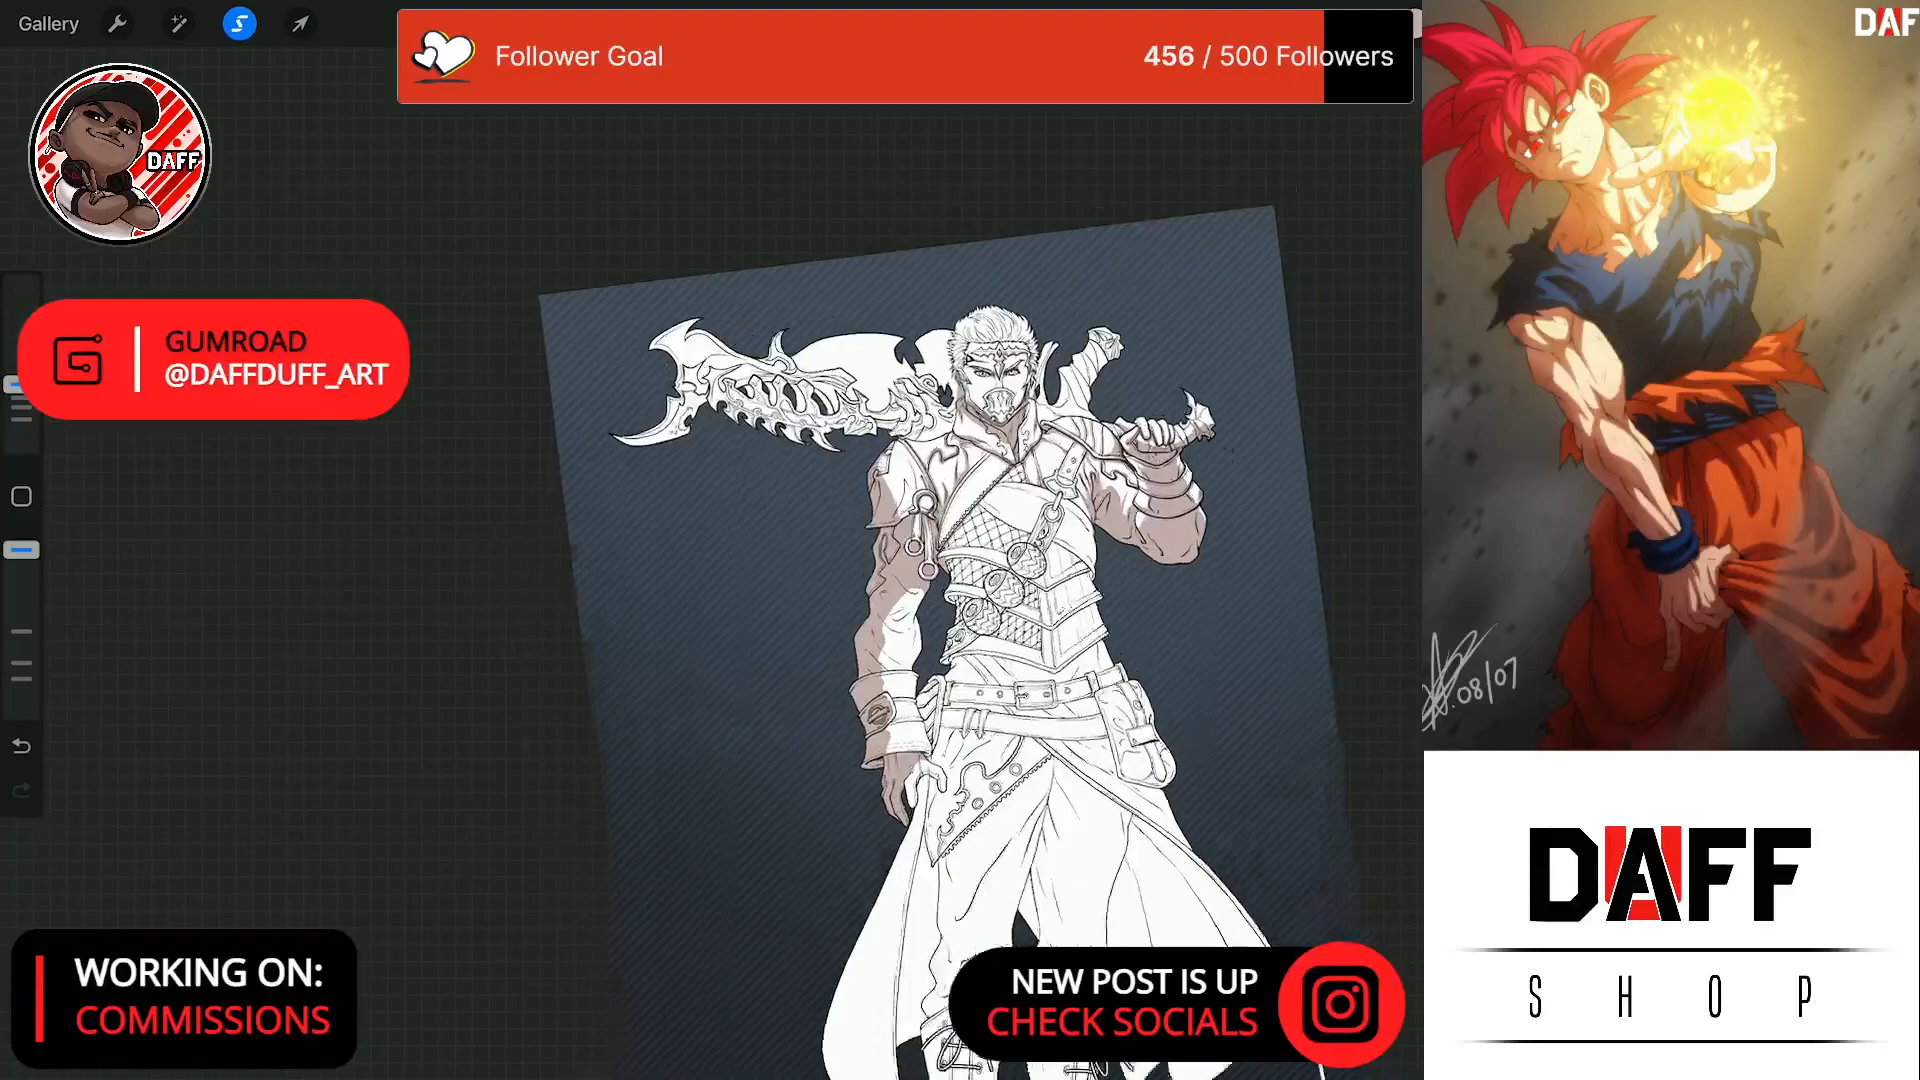 Gallery
Follower Goal
456 / 500 Followers
DAF
DAFF
GUMROAD
@DAFFDUFF_ART
08/07
WORKING ON:
COMMISSIONS
NEW POST IS UP
CHECK SOCIALS
DAFF
SHOP